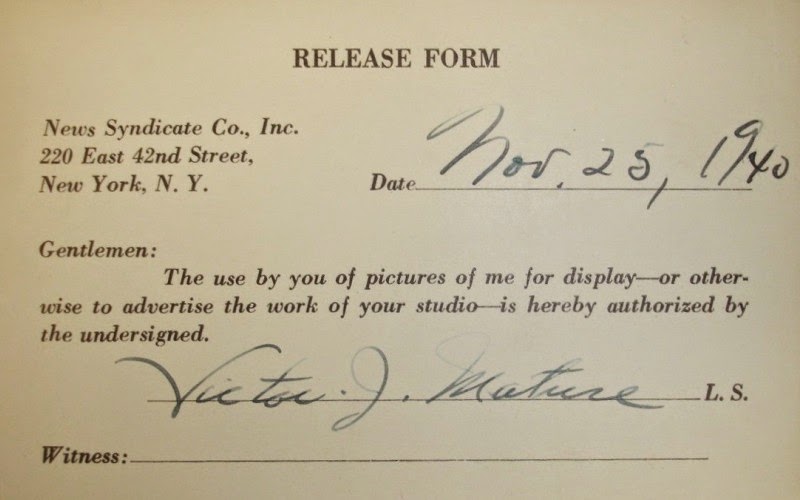 RELEASE FORM
News Syndicate Co., Inc.
220 East 42nd Street,
New York, N. Y.
Date Nov. 25, 1940
Gentlemen:
The use by you of pictures of me for display—or other-
wise to advertise the work of your studio—is hereby authorized by
the undersigned.
Victor J. Mature L. S.
Witness: